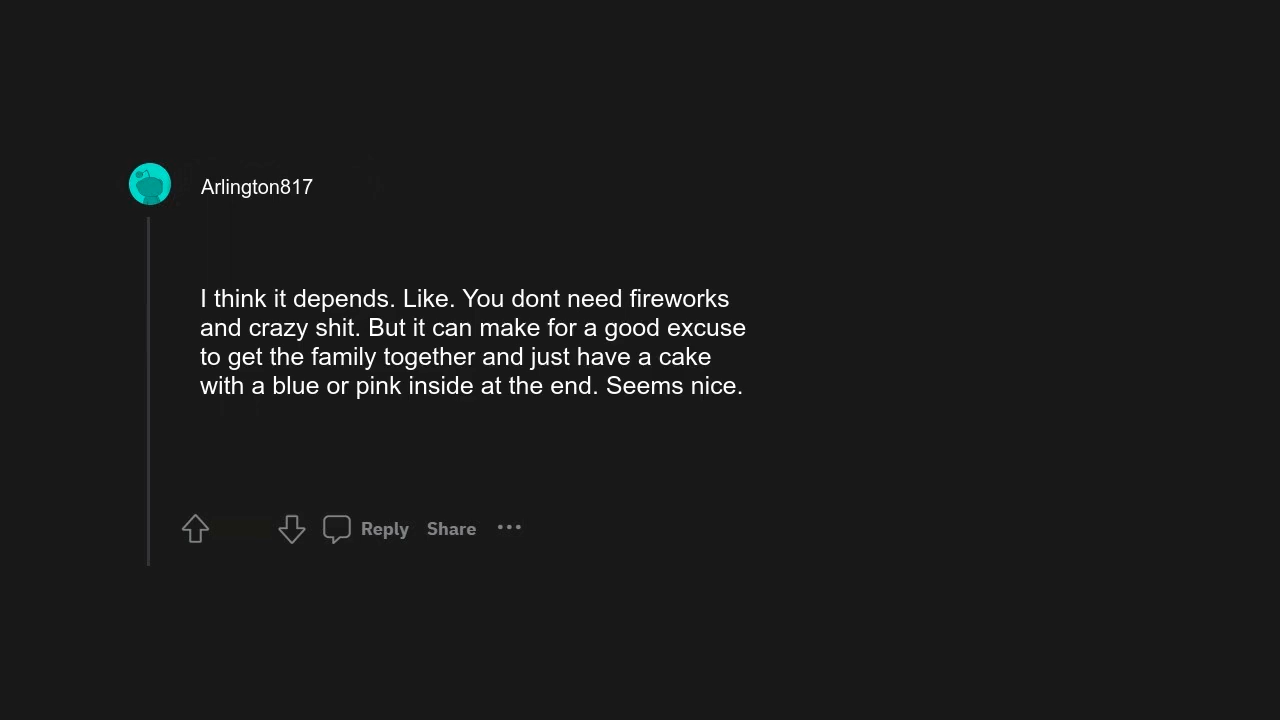 Arlington817
I think it depends. Like. You dont need fireworks
and crazy shit. But it can make for a good excuse
to get the family together and just have a cake
with a blue or pink inside at the end. Seems nice.
Reply Share